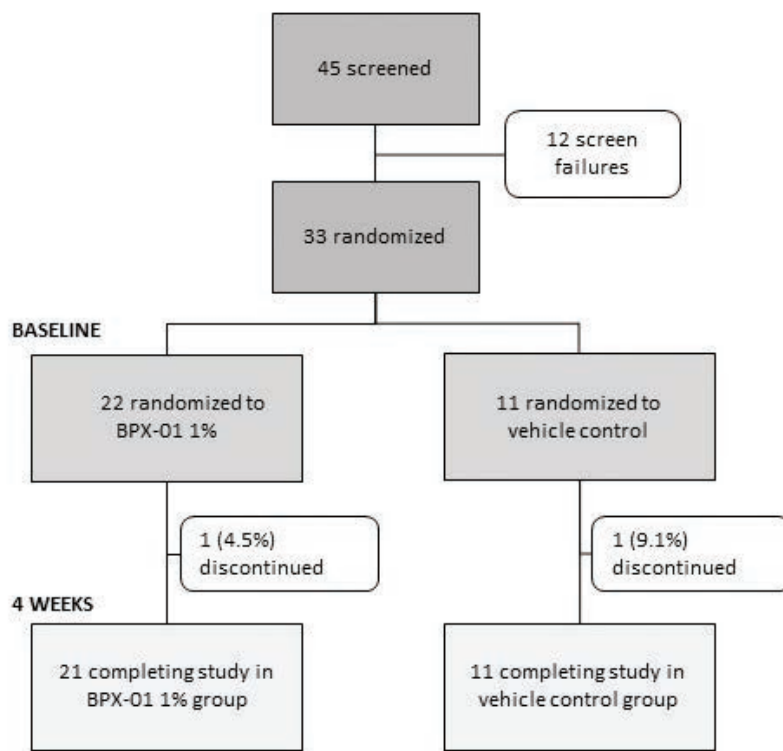 45 screened
12 screen
failures
33 randomized
BASELINE
22 randomized to
BPX-01 1%
11 randomized to
vehicle control
1 (4.5%)
discontinued
1 (9.1%)
discontinued
4 WEEKS
21 completing study in
BPX-01 1% group
11 completing study in
vehicle control group